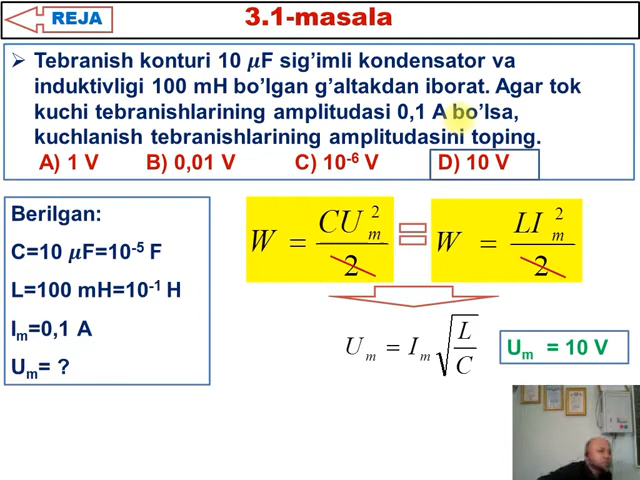 REJA
3.1-masala
➢ Tebranish konturi 10 𝝁F sig’imli kondensator va
induktivligi 100 mH bo’lgan g’altakdan iborat. Agar tok
kuchi tebranishlarining amplitudasi 0,1 A bo’lsa,
kuchlanish tebranishlarining amplitudasini toping.
A) 1 V B) 0,01 V C) 10⁻⁶ V D) 10 V
Berilgan:
C=10 𝝁F=10⁻⁵ F
L=100 mH=10⁻¹ H
Iₘ=0,1 A
Uₘ= ?
W = CUₘ²/2 = W = LIₘ²/2
Uₘ = Iₘ√(L/C)
Uₘ = 10 V